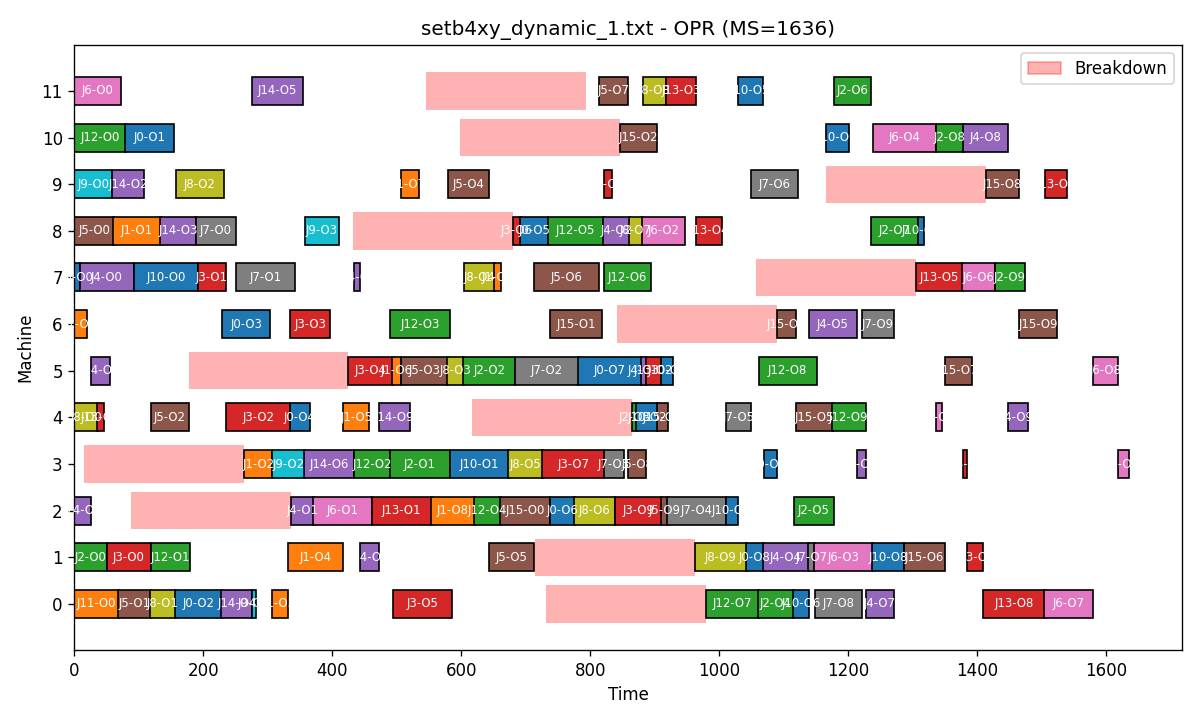 setb4xy_dynamic_1.txt - OPR (MS=1636)
Breakdown
11
J6-O0 J14-O5 J5-O7 J2-O6
10
J12-O0 J0-O1 J15-O2 J6-O4 J2-O8 J4-O8
9
J9-O0 J14-O2 J8-O2 J5-O4 J7-O6 J15-O8
8
J5-O0 J1-O1 J14-O3 J7-O0 J9-O3 J12-O5 J6-O2
7
J4-O0 J10-O0 J3-O1 J7-O1 J5-O6 J12-O6 J13-O5 J6-O6 J2-O9
6
J0-O3 J3-O3 J12-O3 J15-O1 J4-O5 J7-O9 J15-O9
5
J3-O4 J5-O3 J8-O3 J2-O2 J7-O2 J0-O7 J12-O8
4
J5-O2 J3-O2 J0-O4 J14-O9 J7-O5 J15-O5 J12-O9
3
J1-O2 J9-O2 J14-O6 J12-O2 J2-O1 J10-O1 J8-O5 J3-O7
2
J4-O1 J6-O1 J13-O1 J1-O8 J12-O4 J15-O0 J0-O6 J8-O6 J3-O9 J7-O4 J2-O5
1
J2-O0 J3-O0 J12-O1 J1-O4 J5-O5 J8-O9 J0-O8 J4-O4 J6-O3 J10-O8 J15-O6
0
J11-O0 J5-O1 J8-O1 J0-O2 J3-O5 J12-O7 J2-O4 J7-O8 J4-O7 J13-O8 J6-O7
Machine
0 200 400 600 800 1000 1200 1400 1600
Time